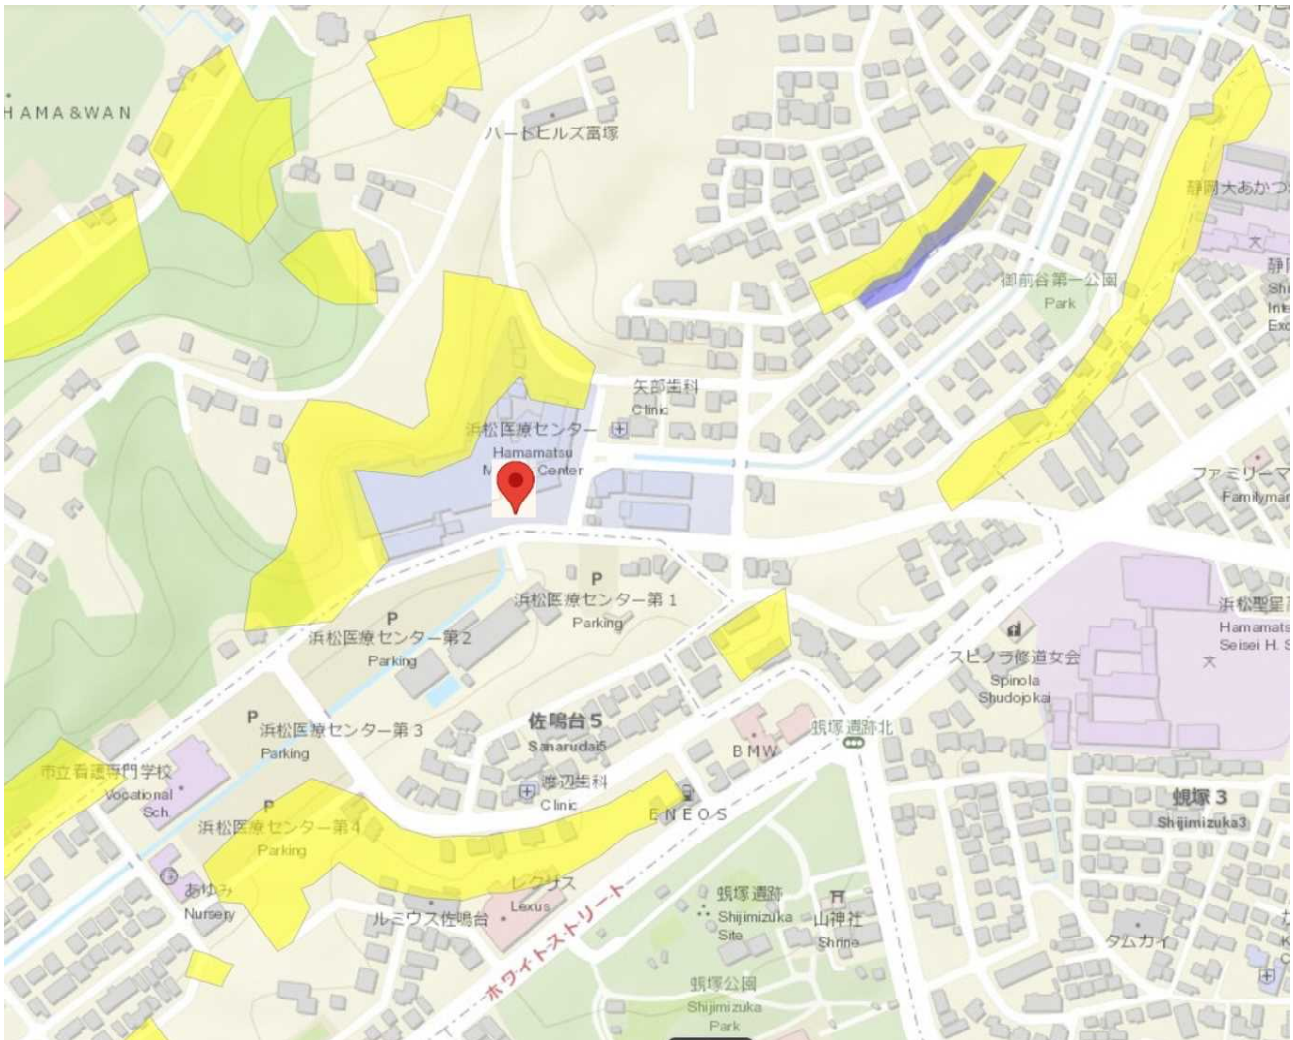 HAMA&WAN
ハートヒルズ富塚
静岡大あかつ
御前谷第一公園
Park
静岡
Shi
Inte
Exc
矢部歯科
Clinic
浜松医療センター
Hamamatsu
Center
ファミリーマ
Familymar
P
浜松医療センター第1
Parking
P
浜松医療センター第2
Parking
浜松聖星高
Hamamats
Seisei H. S
スピノラ修道女会
Spinola
Shudojokai
P
浜松医療センター第3
Parking
佐鳴台5
Sanarudai5
BMW
蜆塚遺跡北
市立看護専門学校
Vocational
Sch.
渡辺歯科
Clinic
ENEOS
蜆塚3
Shijimizuka3
P
浜松医療センター第4
Parking
あゆみ
Nursery
レクサス
Lexus
ルミウス佐鳴台
ホワイトストリート
蜆塚遺跡
Shijimizuka
Site
山神社
Shrine
タムカイ
蜆塚公園
Shijimizuka
Park